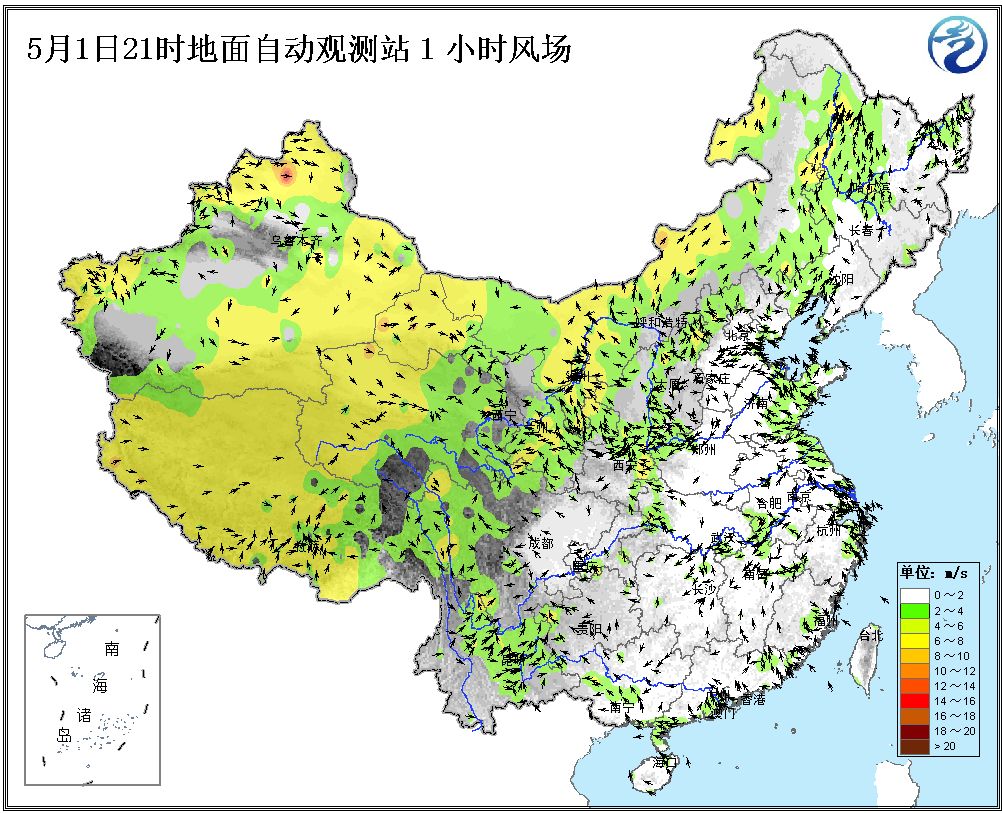 5月1日21时地面自动观测站 1 小时风场
哈尔滨
长春
乌鲁木齐
沈阳
呼和浩特
北京
银川
太原
石家庄
西宁
济南
兰州
郑州
西安
南京
合肥
成都
武汉
杭州
重庆
南昌
拉萨
长沙
贵阳
福州
台北
昆明
南宁
香港
澳门
海口
南
海
诸
岛
单位: m/s
0～2
2～4
4～6
6～8
8～10
10～12
12～14
14～16
16～18
18～20
＞20